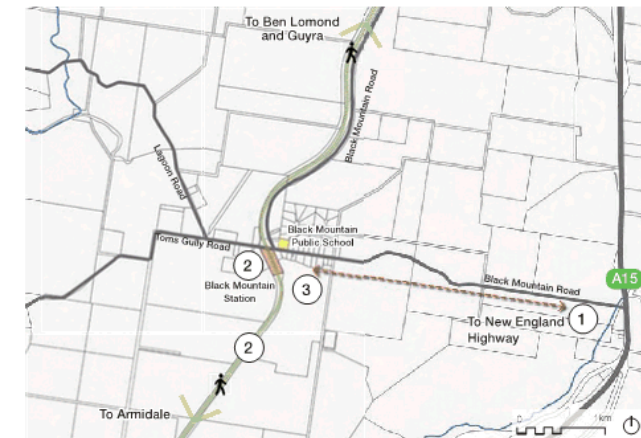 To Ben Lomond
and Guyra
Black Mountain Road
Lagoon Road
Black Mountain
Public School
Toms Gully Road
2
Black Mountain
Station
3
Black Mountain Road
A15
1
To New England
Highway
2
To Armidale
0
1km